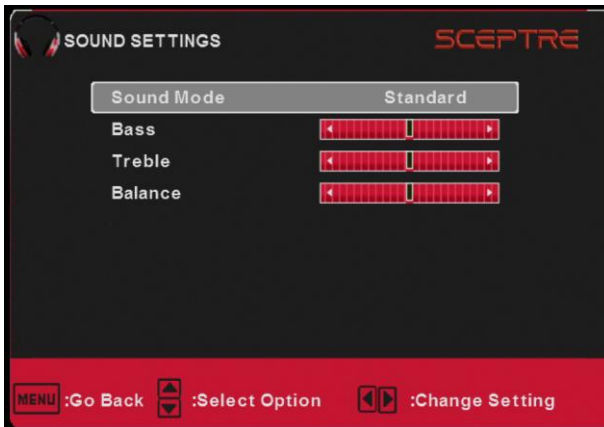 SOUND SETTINGS
SCEPTRE
Sound Mode Standard
Bass
Treble
Balance
MENU :Go Back :Select Option :Change Setting